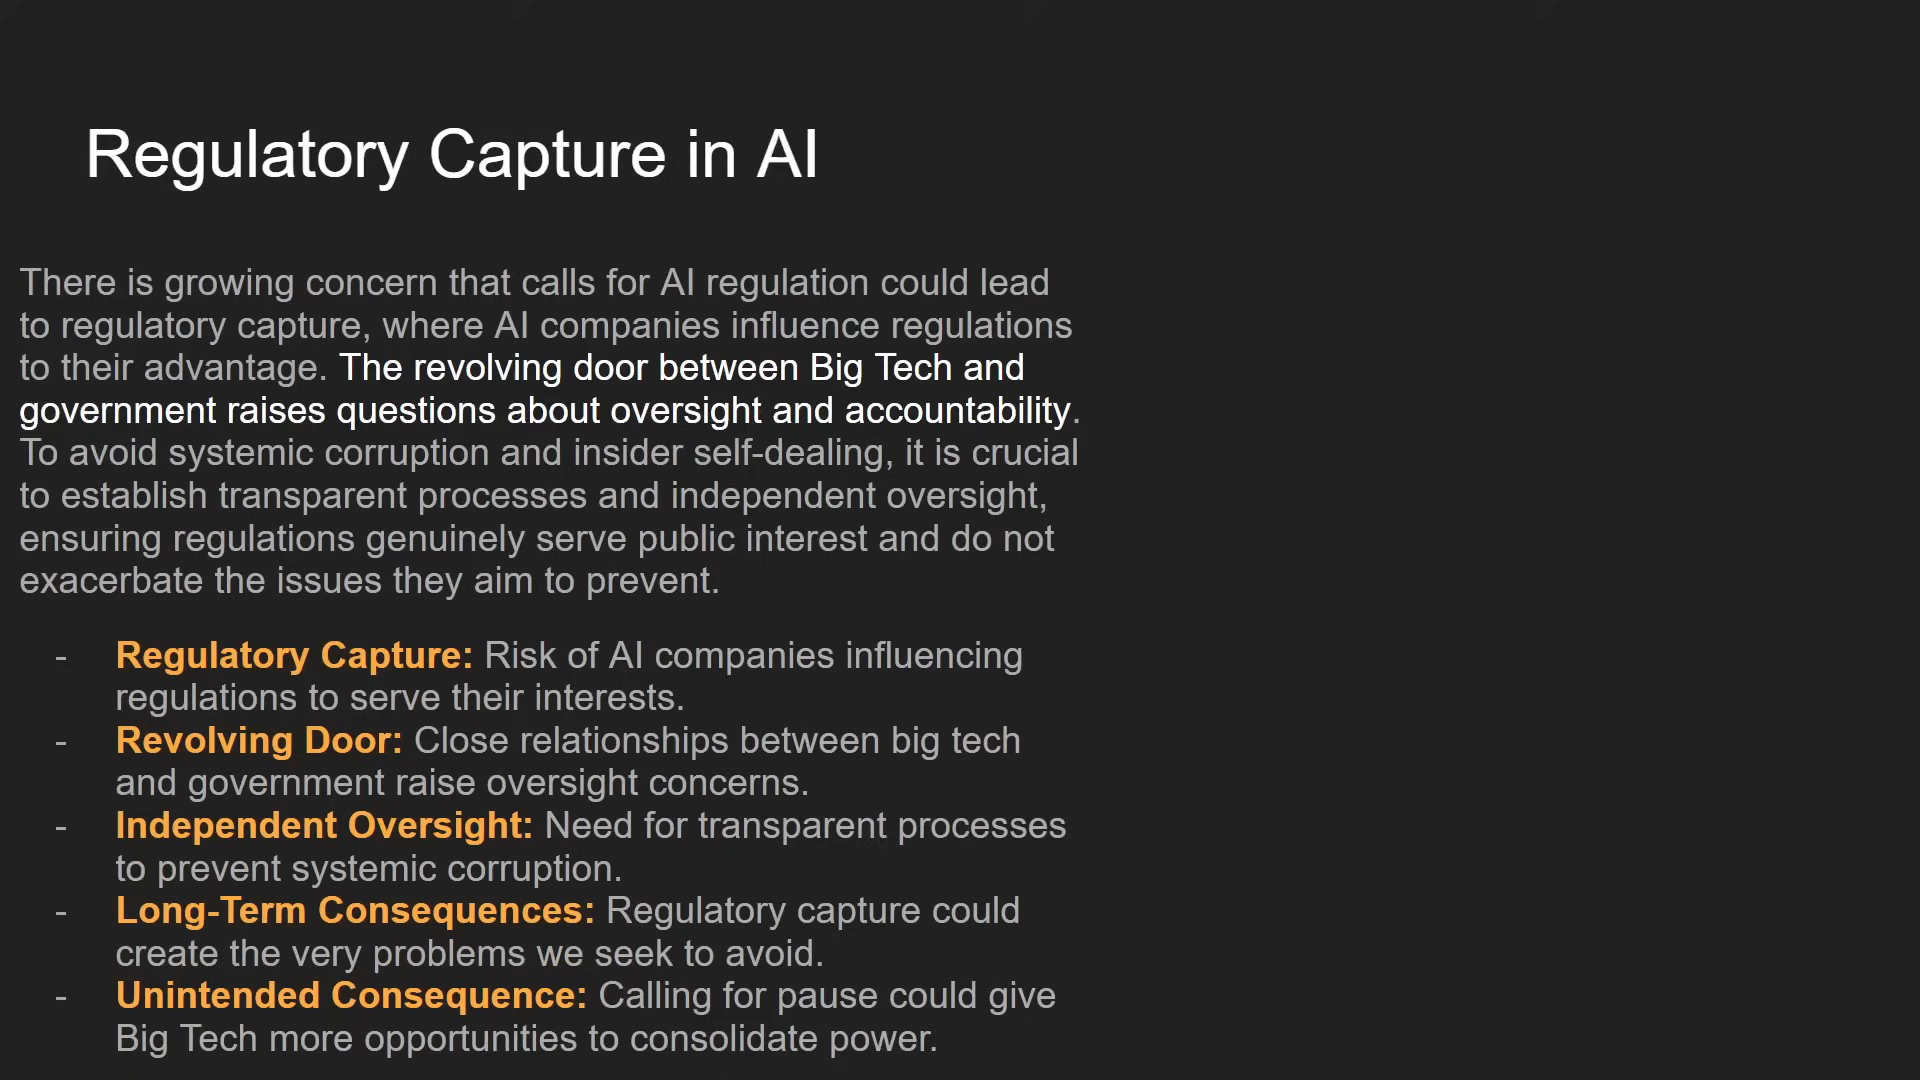 Regulatory Capture in AI
There is growing concern that calls for AI regulation could lead
to regulatory capture, where AI companies influence regulations
to their advantage. The revolving door between Big Tech and
government raises questions about oversight and accountability.
To avoid systemic corruption and insider self-dealing, it is crucial
to establish transparent processes and independent oversight,
ensuring regulations genuinely serve public interest and do not
exacerbate the issues they aim to prevent.
- Regulatory Capture: Risk of AI companies influencing
regulations to serve their interests.
- Revolving Door: Close relationships between big tech
and government raise oversight concerns.
- Independent Oversight: Need for transparent processes
to prevent systemic corruption.
- Long-Term Consequences: Regulatory capture could
create the very problems we seek to avoid.
- Unintended Consequence: Calling for pause could give
Big Tech more opportunities to consolidate power.